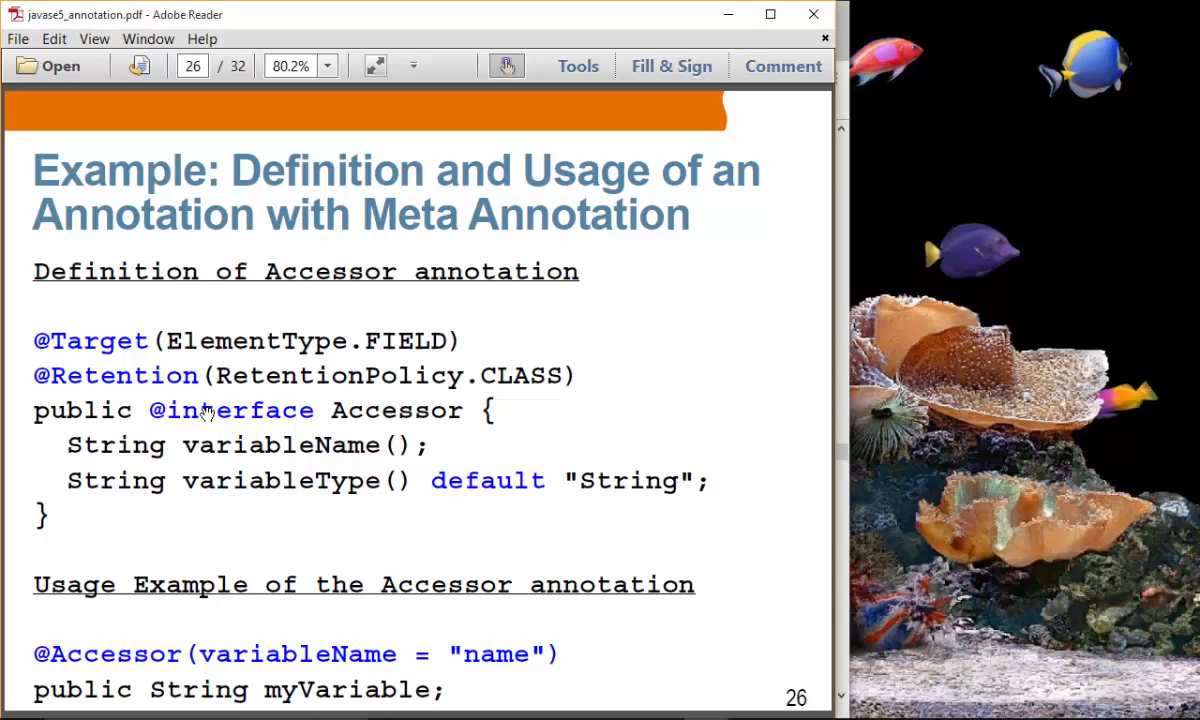 javase5_annotation.pdf - Adobe Reader
File Edit View Window Help
Open 26 / 32 80.2% Tools Fill & Sign Comment
Example: Definition and Usage of an
Annotation with Meta Annotation
Definition of Accessor annotation
@Target(ElementType.FIELD)
@Retention(RetentionPolicy.CLASS)
public @interface Accessor {
String variableName();
String variableType() default "String";
}
Usage Example of the Accessor annotation
@Accessor(variableName = "name")
public String myVariable;
26